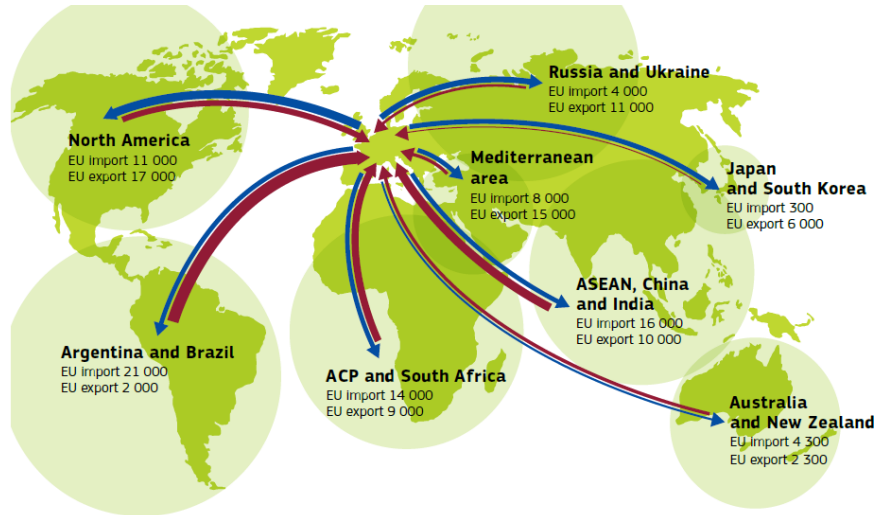 North America
EU import 11 000
EU export 17 000
Russia and Ukraine
EU import 4 000
EU export 11 000
Mediterranean
area
EU import 8 000
EU export 15 000
Japan
and South Korea
EU import 300
EU export 6 000
ASEAN, China
and India
EU import 16 000
EU export 10 000
Argentina and Brazil
EU import 21 000
EU export 2 000
ACP and South Africa
EU import 14 000
EU export 9 000
Australia
and New Zealand
EU import 4 300
EU export 2 300